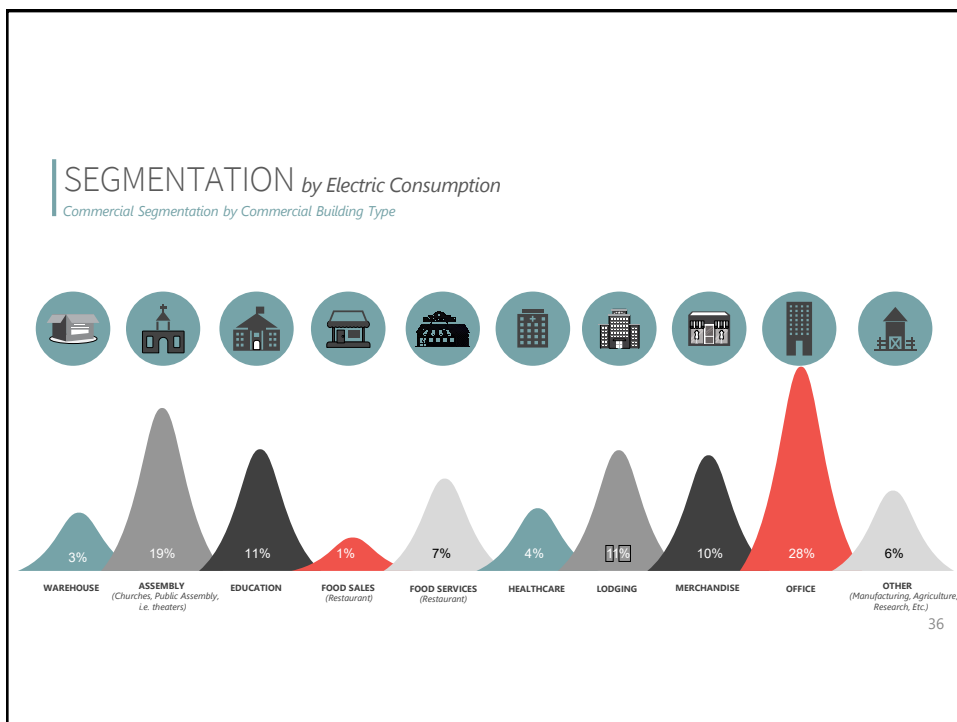 SEGMENTATION by Electric Consumption
Commercial Segmentation by Commercial Building Type
3%
19%
11%
1%
7%
4%
11%
10%
28%
6%
WAREHOUSE
ASSEMBLY
(Churches, Public Assembly,
i.e. theaters)
EDUCATION
FOOD SALES
(Restaurant)
FOOD SERVICES
(Restaurant)
HEALTHCARE
LODGING
MERCHANDISE
OFFICE
OTHER
(Manufacturing, Agriculture,
Research, Etc.)
36